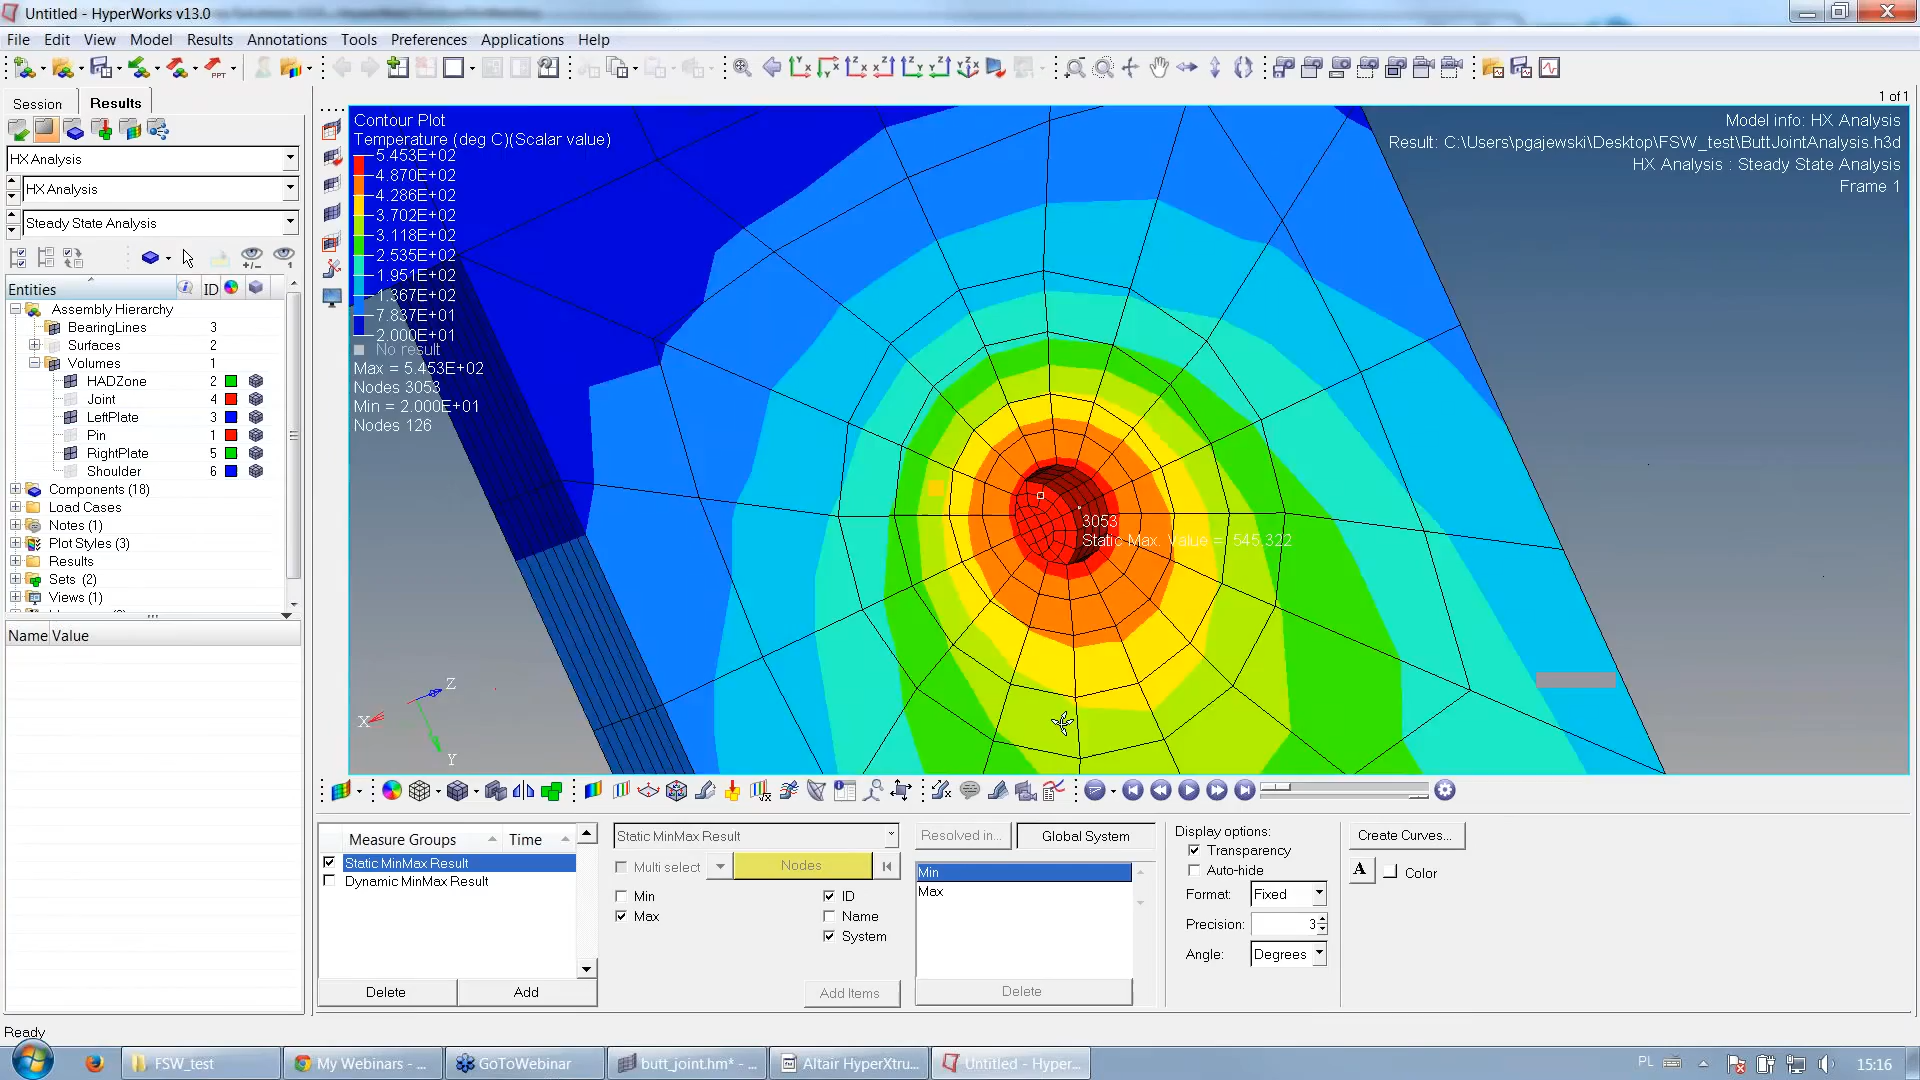 Untitled - HyperWorks v13.0
File Edit View Model Results Annotations Tools Preferences Applications Help
Session Results
1 of 1
HX Analysis
HX Analysis
Steady State Analysis
Entities ID
Assembly Hierarchy
BearingLines 3
Surfaces 2
Volumes 1
HADZone 2
Joint 4
LeftPlate 3
Pin 1
RightPlate 5
Shoulder 6
Components (18)
Load Cases
Notes (1)
Plot Styles (3)
Results
Sets (2)
Views (1)
Name Value
Contour Plot
Temperature (deg C)(Scalar value)
5.453E+02
4.870E+02
4.286E+02
3.702E+02
3.118E+02
2.535E+02
1.951E+02
1.367E+02
7.837E+01
2.000E+01
No result
Max = 5.453E+02
Nodes 3053
Min = 2.000E+01
Nodes 126
Model info: HX Analysis
Result: C:\Users\pgajewski\Desktop\FSW_test\ButtJointAnalysis.h3d
HX Analysis : Steady State Analysis
Frame 1
3053
Static Max. Value = 545.322
X
Y
Z
Measure Groups Time
Static MinMax Result
Dynamic MinMax Result
Delete Add
Static MinMax Result
Multi select Nodes
Min
Max
ID
Name
System
Add Items
Resolved in... Global System
Min
Max
Delete
Display options:
Transparency
Auto-hide
Format: Fixed
Precision: 3
Angle: Degrees
Create Curves...
A Color
Ready
FSW_test
My Webinars - ...
GoToWebinar
butt_joint.hm* - ...
Altair HyperXtru...
Untitled - Hyper...
PL
15:16